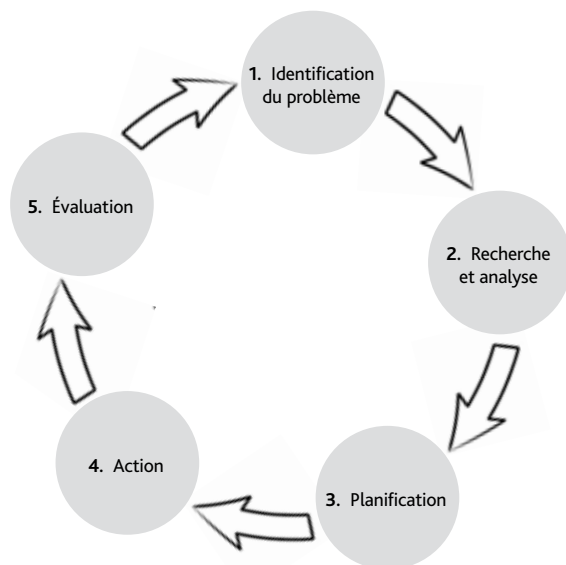 1. Identification
du problème
2. Recherche
et analyse
3. Planification
4. Action
5. Évaluation